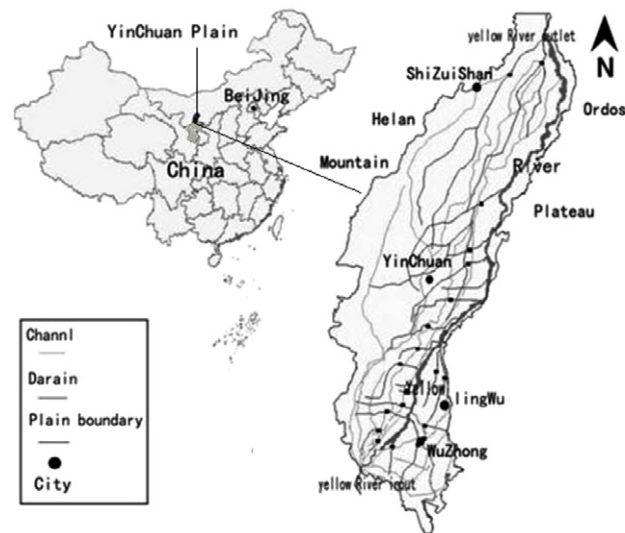 YinChuan Plain
BeiJing
China
yellow River outlet
N
ShiZuiShan
Ordos
Helan
Mountain
River
Plateau
YinChuan
Yellow
lingWu
WuZhong
yellow River input
Channl
Darain
Plain boundary
City